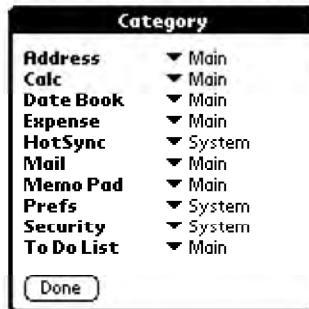 Category
Address Main
Calc Main
Date Book Main
Expense Main
HotSync System
Mail Main
Memo Pad Main
Prefs System
Security System
To Do List Main
Done